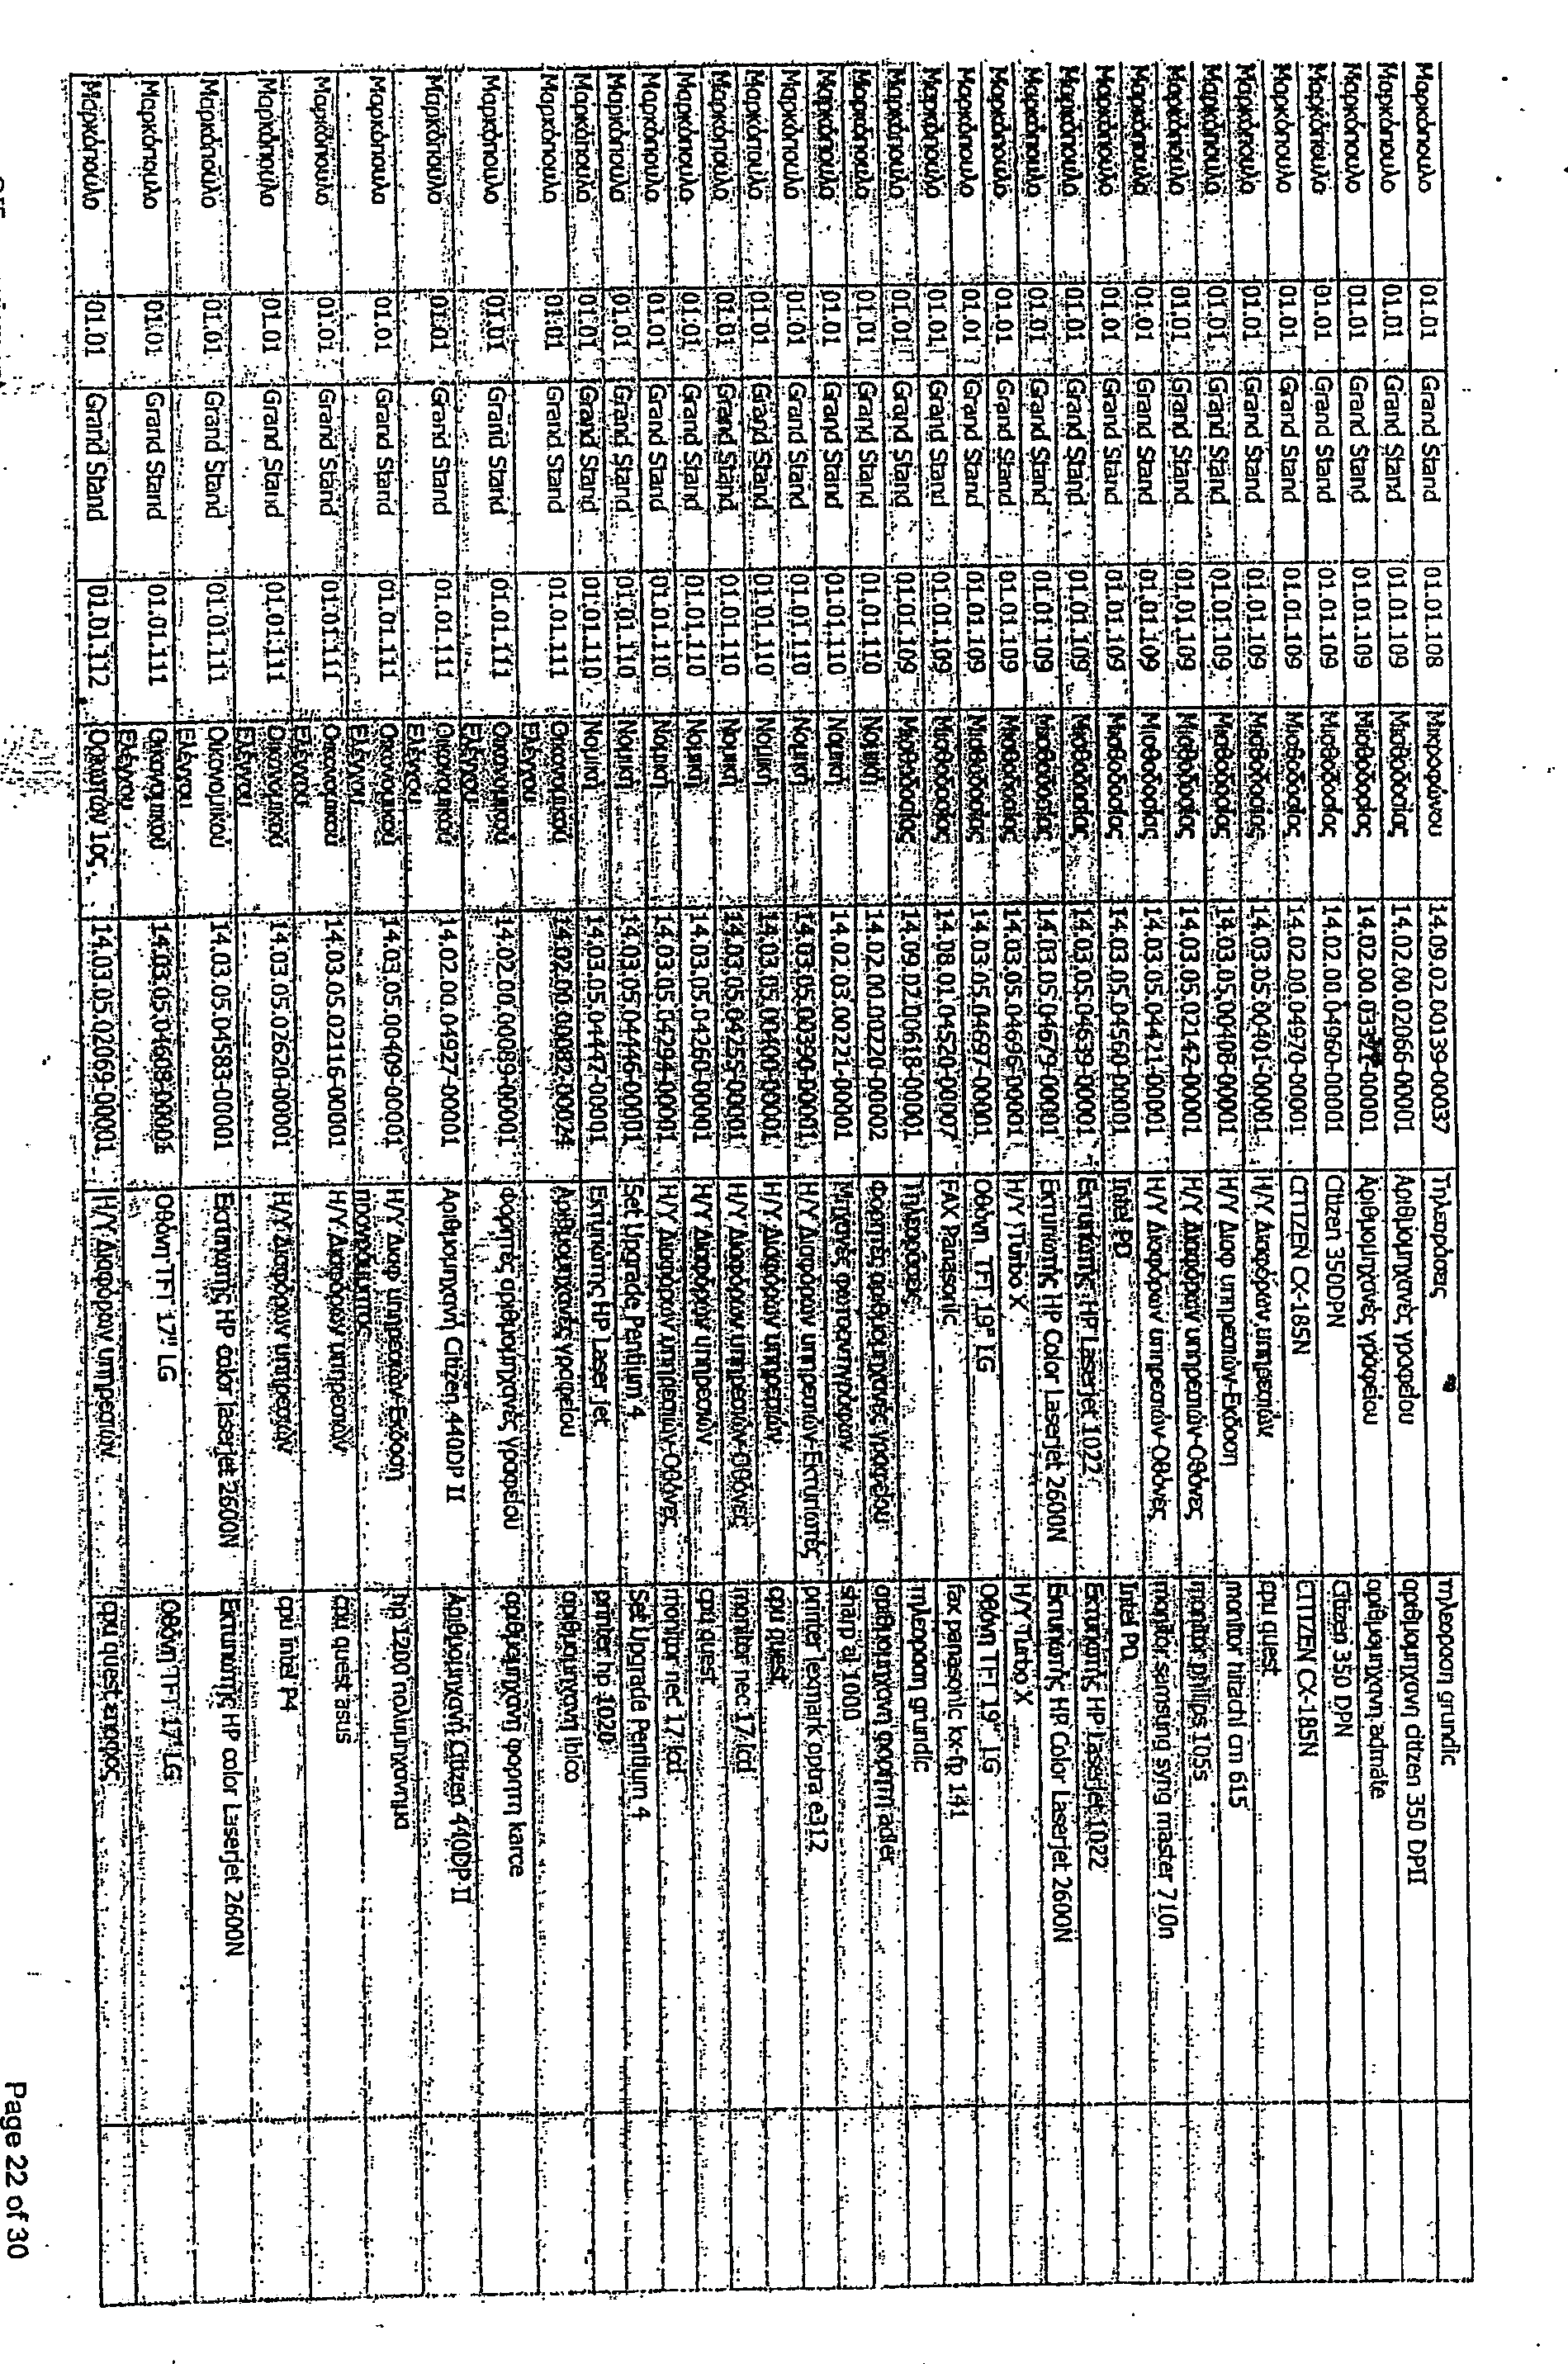 Μαρκόπουλο 01.01 Grand Stand 01.01.108 Μικροφώνου 14.09.02.00139-00037 Τηλεοράσεις τηλεοραση grundic
Μαρκόπουλο 01.01 Grand Stand 01.01.109 Μισθοδοσίας 14.02.00.02066-00001 Αριθμομηχανές γραφείου αριθμομηχανη citizen 350 DPII
Μαρκόπουλο 01.01 Grand Stand 01.01.109 Μισθοδοσίας Αριθμομηχανές γραφείου αριθμομηχανη admate
Μαρκόπουλο 01.01 Grand Stand 01.01.109 Μισθοδοσίας 14.02.00.04960-00001 Citizen 350DPN Citizen 350 DPN
Μαρκόπουλο 01.01 Grand Stand 01.01.109 Μισθοδοσίας 14.02.00.04970-00001 CITIZEN CX-185N CITIZEN CX-185N
Μαρκόπουλο 01.01 Grand Stand 01.01.109 Μισθοδοσίας 14.03.05.00401-00001 Η/Υ Διαφόρων υπηρεσιών cpu quest
Μαρκόπουλο 01.01 Grand Stand 01.01.109 Μισθοδοσίας 14.03.05.00408-00001 Η/Υ Διαφ υπηρεσιών-Εκδοση monitor hitachi cm 615
Μαρκόπουλο 01.01 Grand Stand 01.01.109 Μισθοδοσίας 14.03.05.02142-00001 Η/Υ Διαφόρων υπηρεσιών-Οθόνες monitor philips 105s
Μαρκόπουλο 01.01 Grand Stand 01.01.109 Μισθοδοσίας 14.03.05.04421-00001 Η/Υ Διαφόρων υπηρεσιών-Οθόνες monitor samsung syng master 710n
Μαρκόπουλο 01.01 Grand Stand 01.01.109 Μισθοδοσίας 14.03.05.04560-00001 Intel PD Intel PD
Μαρκόπουλο 01.01 Grand Stand 01.01.109 Μισθοδοσίας 14.03.05.04639-00001 Εκτυπωτής HP Laserjet 1022 Εκτυπωτής HP Laserjet 1022
Μαρκόπουλο 01.01 Grand Stand 01.01.109 Μισθοδοσίας 14.03.05.04679-00001 Εκτυπωτής HP Color Laserjet 2600N Εκτυπωτής HP Color Laserjet 2600N
Μαρκόπουλο 01.01 Grand Stand 01.01.109 Μισθοδοσίας 14.03.05.04696-00001 Η/Υ Turbo X Η/Υ Turbo X
Μαρκόπουλο 01.01 Grand Stand 01.01.109 Μισθοδοσίας 14.03.05.04697-00001 Οθόνη TFT 19" LG Οθόνη TFT 19" LG
Μαρκόπουλο 01.01 Grand Stand 01.01.109 Μισθοδοσίας 14.08.01.04520-00007 FAX Panasonic fax panasonic kx-fp 141
Μαρκόπουλο 01.01 Grand Stand 01.01.109 Μισθοδοσίας 14.09.02.00618-00001 Τηλεοράσεις τηλεοραση grundic
Μαρκόπουλο 01.01 Grand Stand 01.01.110 Νομική 14.02.00.00220-00002 Φορητές αριθμομηχανές γραφείου αριθμομηχανη φορητη adler
Μαρκόπουλο 01.01 Grand Stand 01.01.110 Νομική 14.02.03.00221-00001 Μηχανές φωτοαντιγράφων sharp al 1000
Μαρκόπουλο 01.01 Grand Stand 01.01.110 Νομική 14.03.05.00390-00001 Η/Υ Διαφόρων υπηρεσιών-Εκτυπωτές printer lexmark optra e312
Μαρκόπουλο 01.01 Grand Stand 01.01.110 Νομική 14.03.05.00400-00001 Η/Υ Διαφόρων υπηρεσιών cpu quest
Μαρκόπουλο 01.01 Grand Stand 01.01.110 Νομική 14.03.05.04255-00001 Η/Υ Διαφόρων υπηρεσιών-Οθόνες monitor nec 17 lcd
Μαρκόπουλο 01.01 Grand Stand 01.01.110 Νομική 14.03.05.04260-00001 Η/Υ Διαφόρων υπηρεσιών cpu quest
Μαρκόπουλο 01.01 Grand Stand 01.01.110 Νομική 14.03.05.04294-00001 Η/Υ Διαφόρων υπηρεσιών-Οθόνες monitor nec 17 lcd
Μαρκόπουλο 01.01 Grand Stand 01.01.110 Νομική 14.03.05.04446-00001 Set Upgrade Pentium 4 Set Upgrade Pentium 4
Μαρκόπουλο 01.01 Grand Stand 01.01.110 Νομική 14.03.05.04447-00001 Εκτυπωτής HP Laser jet printer hp 1020
Μαρκόπουλο 01.01 Grand Stand 01.01.111 Οικονομικού Ελέγχου 14.02.00.00082-00024 Αριθμομηχανές γραφείου αριθμομηχανη ibico
Μαρκόπουλο 01.01 Grand Stand 01.01.111 Οικονομικού Ελέγχου 14.02.00.00089-00001 Φορητές αριθμομηχανές γραφείου αριθμομηχανη φορητη karce
Μαρκόπουλο 01.01 Grand Stand 01.01.111 Οικονομικού Ελέγχου 14.02.00.04927-00001 Αριθμομηχανή Citizen 440DP II Αριθμομηχανή Citizen 440DP II
Μαρκόπουλο 01.01 Grand Stand 01.01.111 Οικονομικού Ελέγχου 14.03.05.00409-00001 Η/Υ Διαφ υπηρεσιών-Εκδοση προγράμματος hp 1200 πολυμηχανημα
Μαρκόπουλο 01.01 Grand Stand 01.01.111 Οικονομικού Ελέγχου 14.03.05.02116-00001 Η/Υ Διαφόρων υπηρεσιών cpu quest asus
Μαρκόπουλο 01.01 Grand Stand 01.01.111 Οικονομικού Ελέγχου 14.03.05.02620-00001 Η/Υ Διαφόρων υπηρεσιών cpu intel P4
Μαρκόπουλο 01.01 Grand Stand 01.01.111 Οικονομικού Ελέγχου 14.03.05.04583-00001 Εκτυπωτής HP color laserjet 2600N Εκτυπωτής HP color Laserjet 2600N
Μαρκόπουλο 01.01 Grand Stand 01.01.111 Οικονομικού Ελέγχου 14.03.05.04608-00001 Οθόνη TFT 17" LG Οθόνη TFT 17" LG
Μαρκόπουλο 01.01 Grand Stand 01.01.112 Ορκωτών 1ος 14.03.05.02069-00001 Η/Υ Διαφόρων υπηρεσιών cpu quest
Page 22 of 30